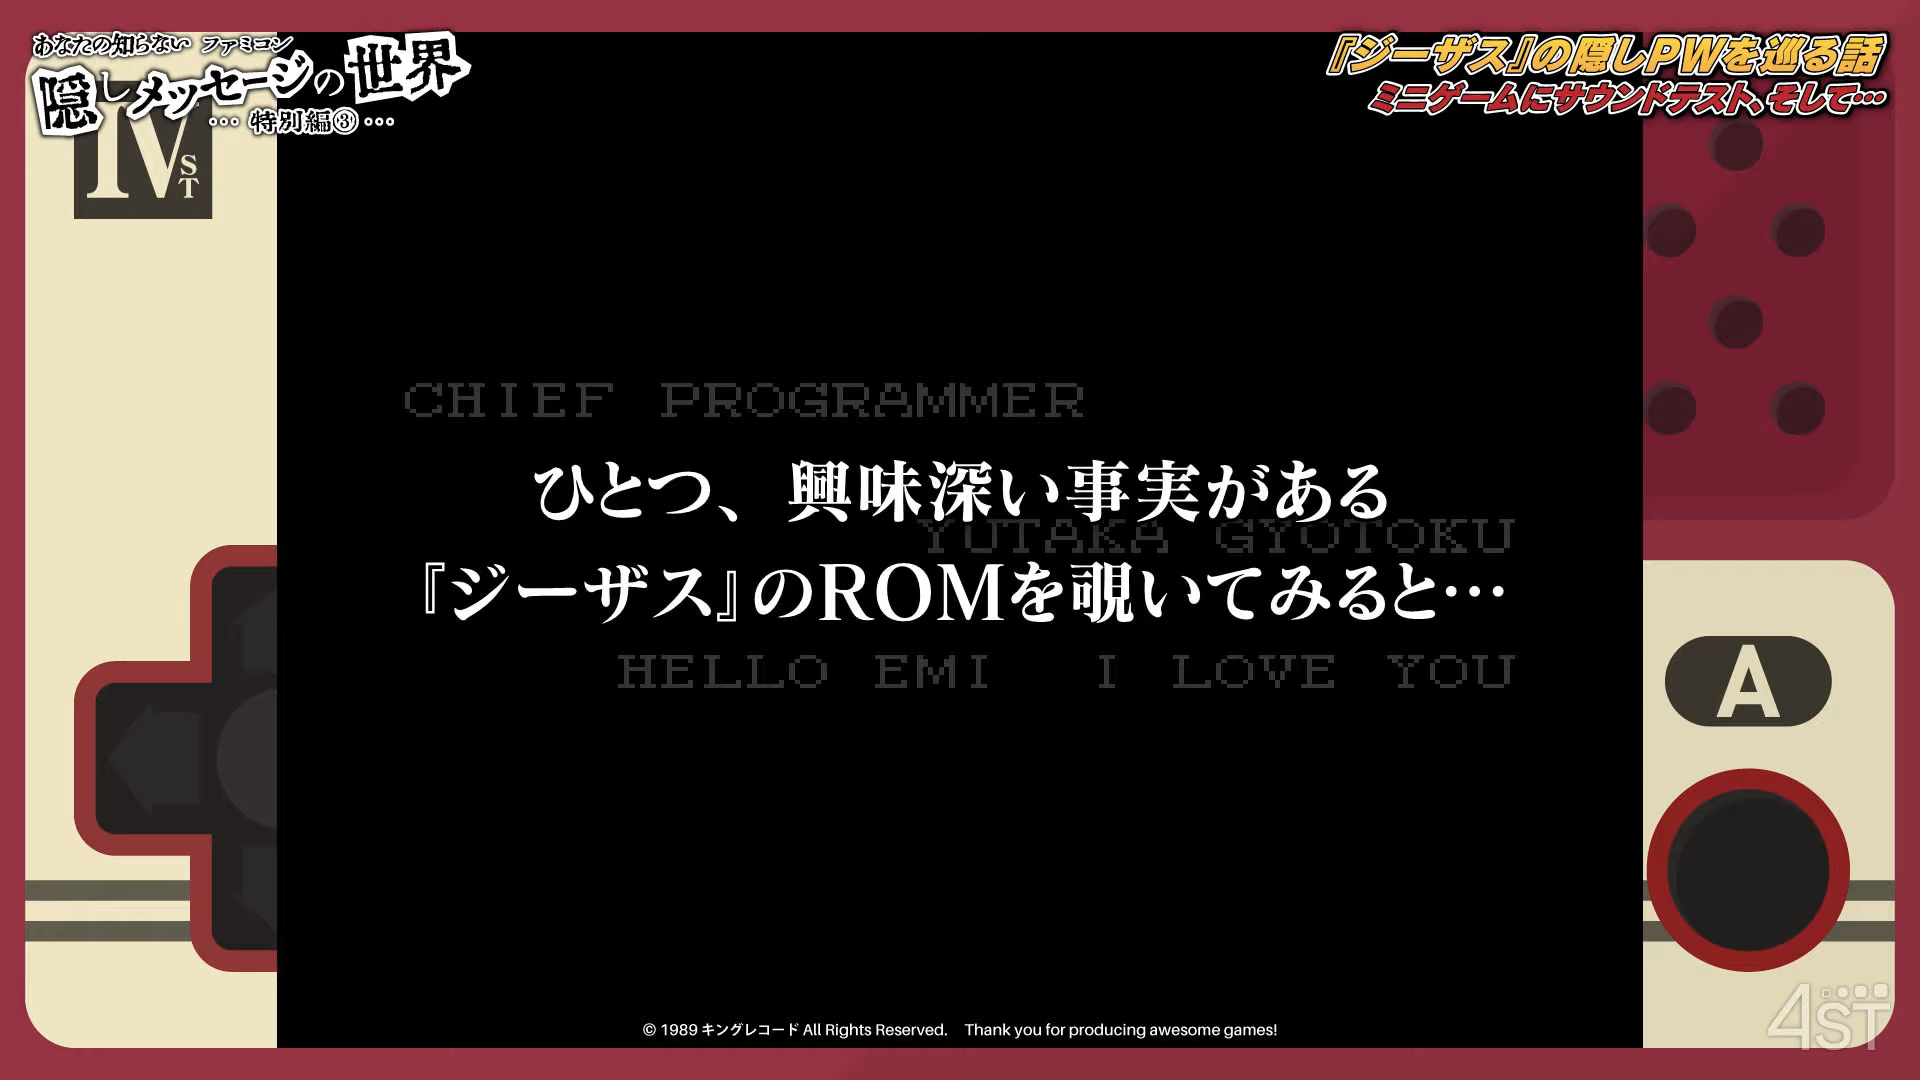 あなたの知らない ファミコン
隠しメッセージの世界
… 特別編③ …
『ジーザス』の隠しPWを巡る話
ミニゲームにサウンドテスト、そして…
IVST
CHIEF PROGRAMMER
ひとつ、興味深い事実がある
YUTAKA GYOTOKU
『ジーザス』のROMを覗いてみると…
HELLO EMI I LOVE YOU
A
© 1989 キングレコード All Rights Reserved. Thank you for producing awesome games!
4ST